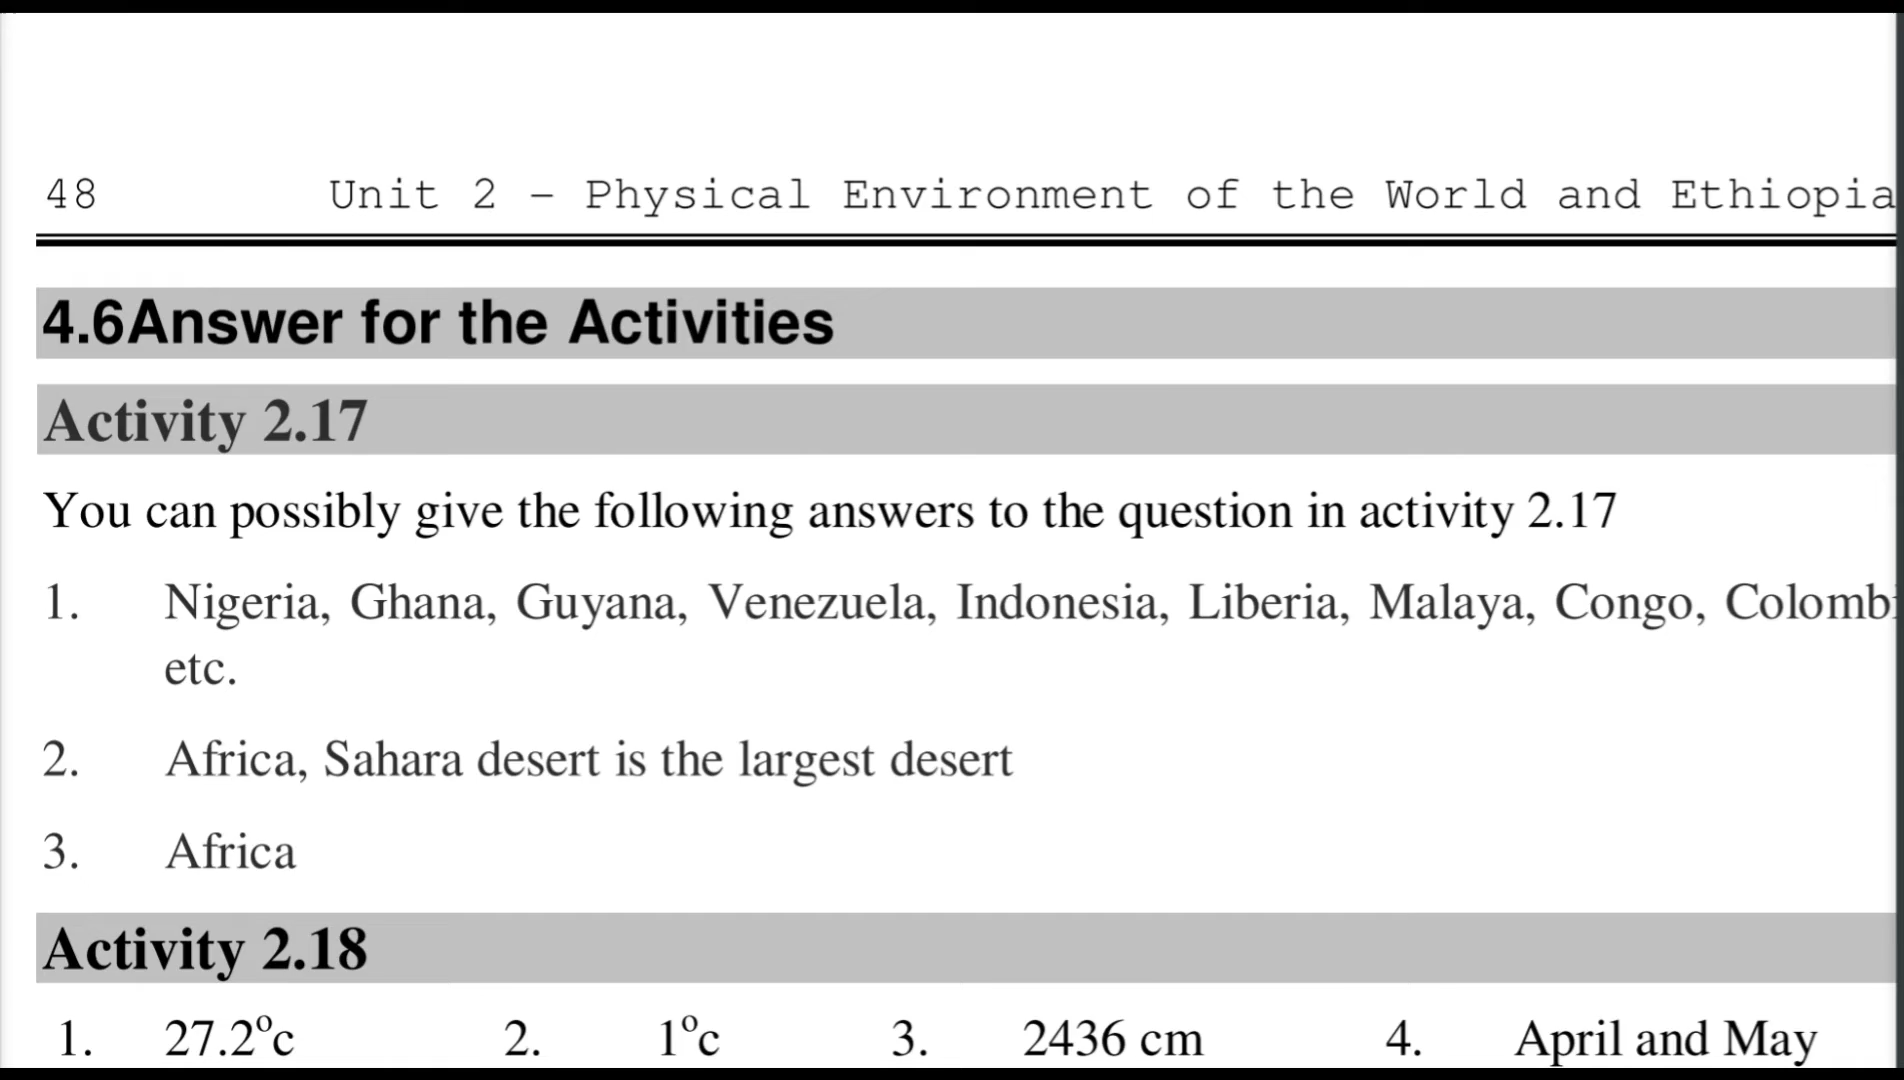 48 Unit 2 – Physical Environment of the World and Ethiopia
4.6Answer for the Activities
Activity 2.17
You can possibly give the following answers to the question in activity 2.17
1. Nigeria, Ghana, Guyana, Venezuela, Indonesia, Liberia, Malaya, Congo,
etc.
2. Africa, Sahara desert is the largest desert
3. Africa
Activity 2.18
1. 27.2°c 2. 1°c 3. 2436 cm 4. April and May